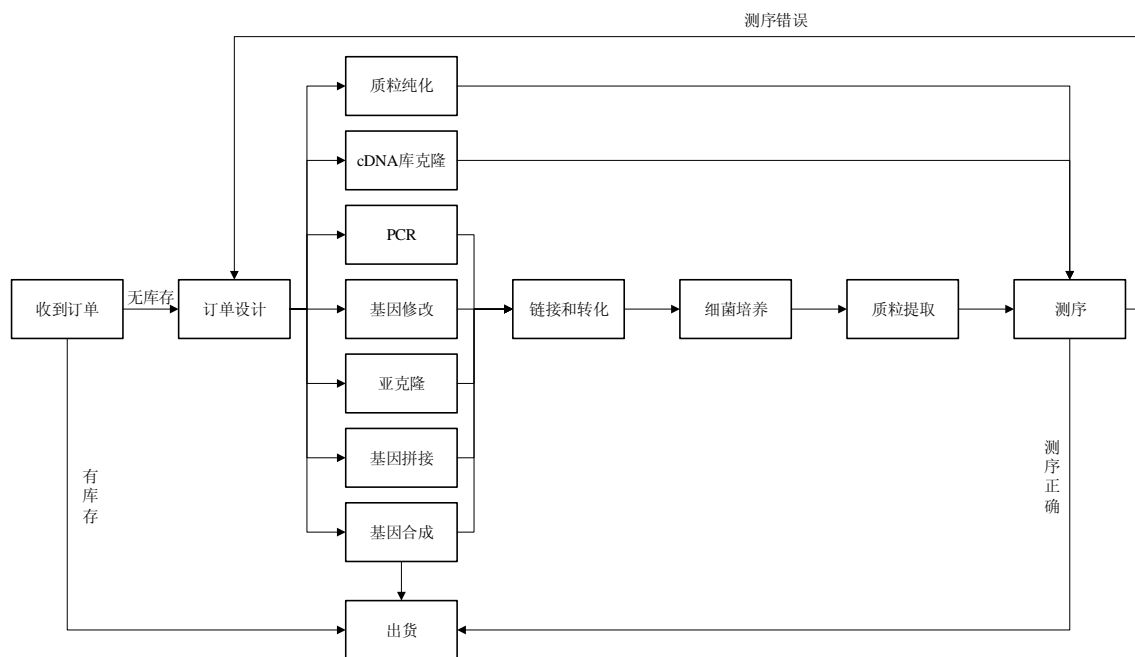 测序错误
质粒纯化
cDNA库克隆
PCR
收到订单
无库存
订单设计
基因修改
链接和转化
细菌培养
质粒提取
测序
亚克隆
基因拼接
有库存
测序正确
基因合成
出货